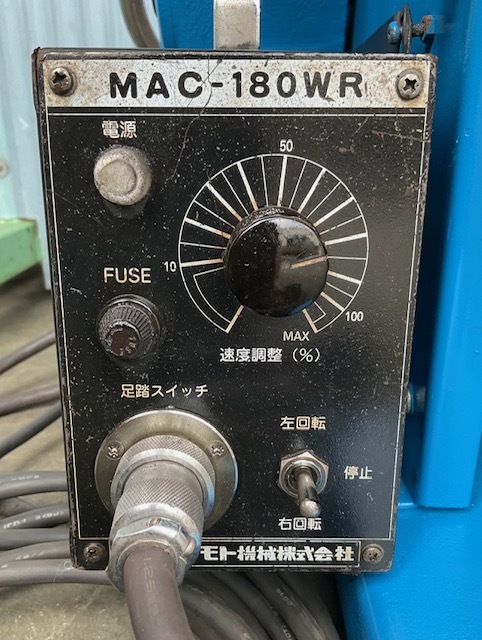 MAC-180WR
電源
50
10
FUSE
100
MAX
速度調整（%）
足踏スイッチ
左回転
停止
右回転
モト機械株式会社